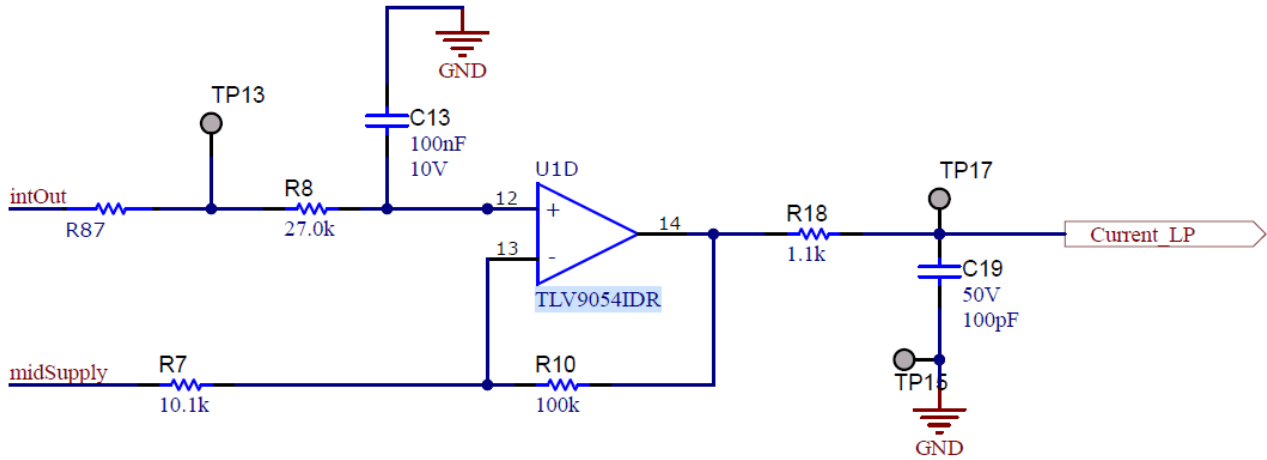 GND
TP13
C13
100nF
10V
U1D
TP17
intOut
R8
12
+
14
R18
Current_LP
R87
27.0k
13
-
1.1k
C19
50V
100pF
TLV9054IDR
midSupply
R7
R10
TP15
10.1k
100k
GND